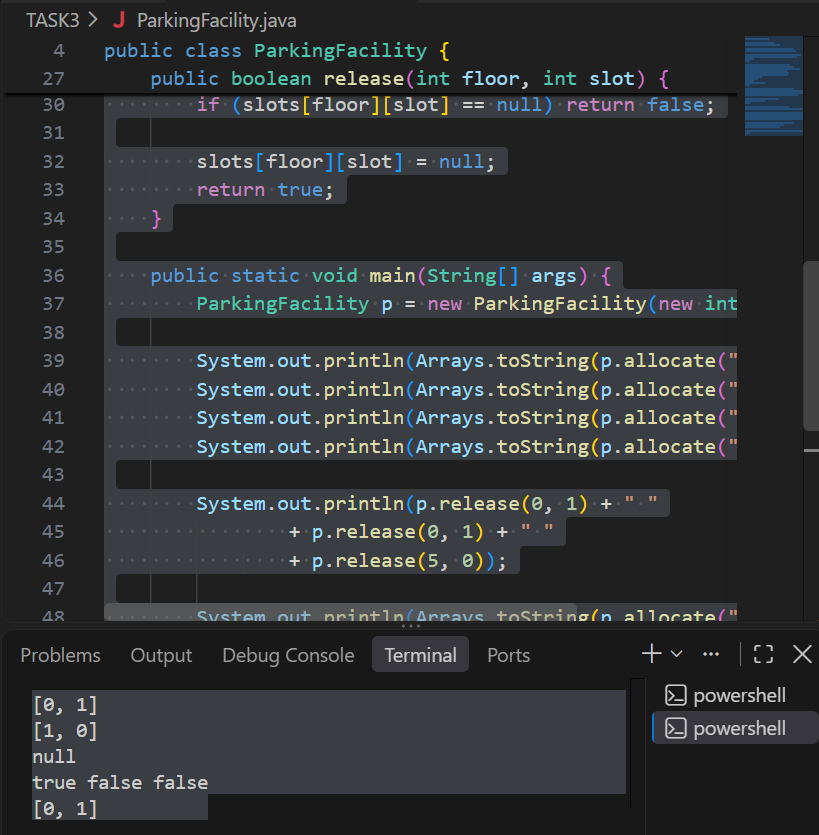 TASK3 > J ParkingFacility.java
4 public class ParkingFacility {
27 public boolean release(int floor, int slot) {
30 if (slots[floor][slot] == null) return false;
31
32 slots[floor][slot] = null;
33 return true;
34 }
35
36 public static void main(String[] args) {
37 ParkingFacility p = new ParkingFacility(new int
38
39 System.out.println(Arrays.toString(p.allocate("
40 System.out.println(Arrays.toString(p.allocate("
41 System.out.println(Arrays.toString(p.allocate("
42 System.out.println(Arrays.toString(p.allocate("
43
44 System.out.println(p.release(0, 1) + " "
45 + p.release(0, 1) + " "
46 + p.release(5, 0));
47
48 System.out.println(Arrays.toString(p.allocate("
Problems Output Debug Console Terminal Ports
[0, 1]
[1, 0]
null
true false false
[0, 1]
powershell
powershell